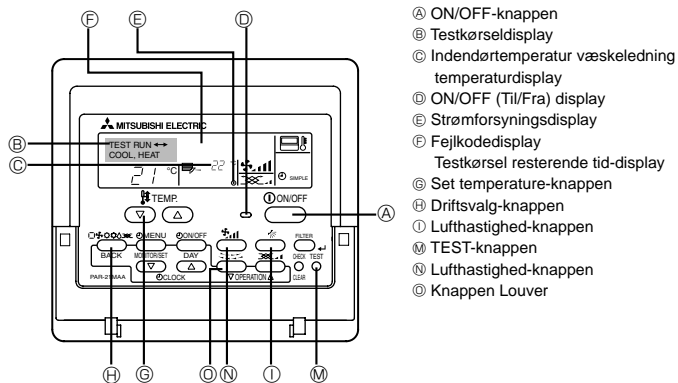 Ⓕ Ⓔ Ⓓ
MITSUBISHI ELECTRIC
Ⓑ TEST RUN ↔
COOL, HEAT
Ⓒ 21 °C 22 °C SIMPLE
TEMP. ON/OFF
Ⓐ
MENU ON/OFF FILTER
BACK MONITOR/SET DAY CHECK TEST
PAR-21MAA CLOCK OPERATION CLEAR
Ⓗ Ⓖ Ⓞ Ⓝ Ⓘ Ⓜ
Ⓐ ON/OFF-knappen
Ⓑ Testkørseldisplay
Ⓒ Indendørtemperatur væskeledning
temperaturdisplay
Ⓓ ON/OFF (Til/Fra) display
Ⓔ Strømforsyningsdisplay
Ⓕ Fejlkodedisplay
Testkørsel resterende tid-display
Ⓖ Set temperature-knappen
Ⓗ Driftsvalg-knappen
Ⓘ Lufthastighed-knappen
Ⓜ TEST-knappen
Ⓝ Lufthastighed-knappen
Ⓞ Knappen Louver